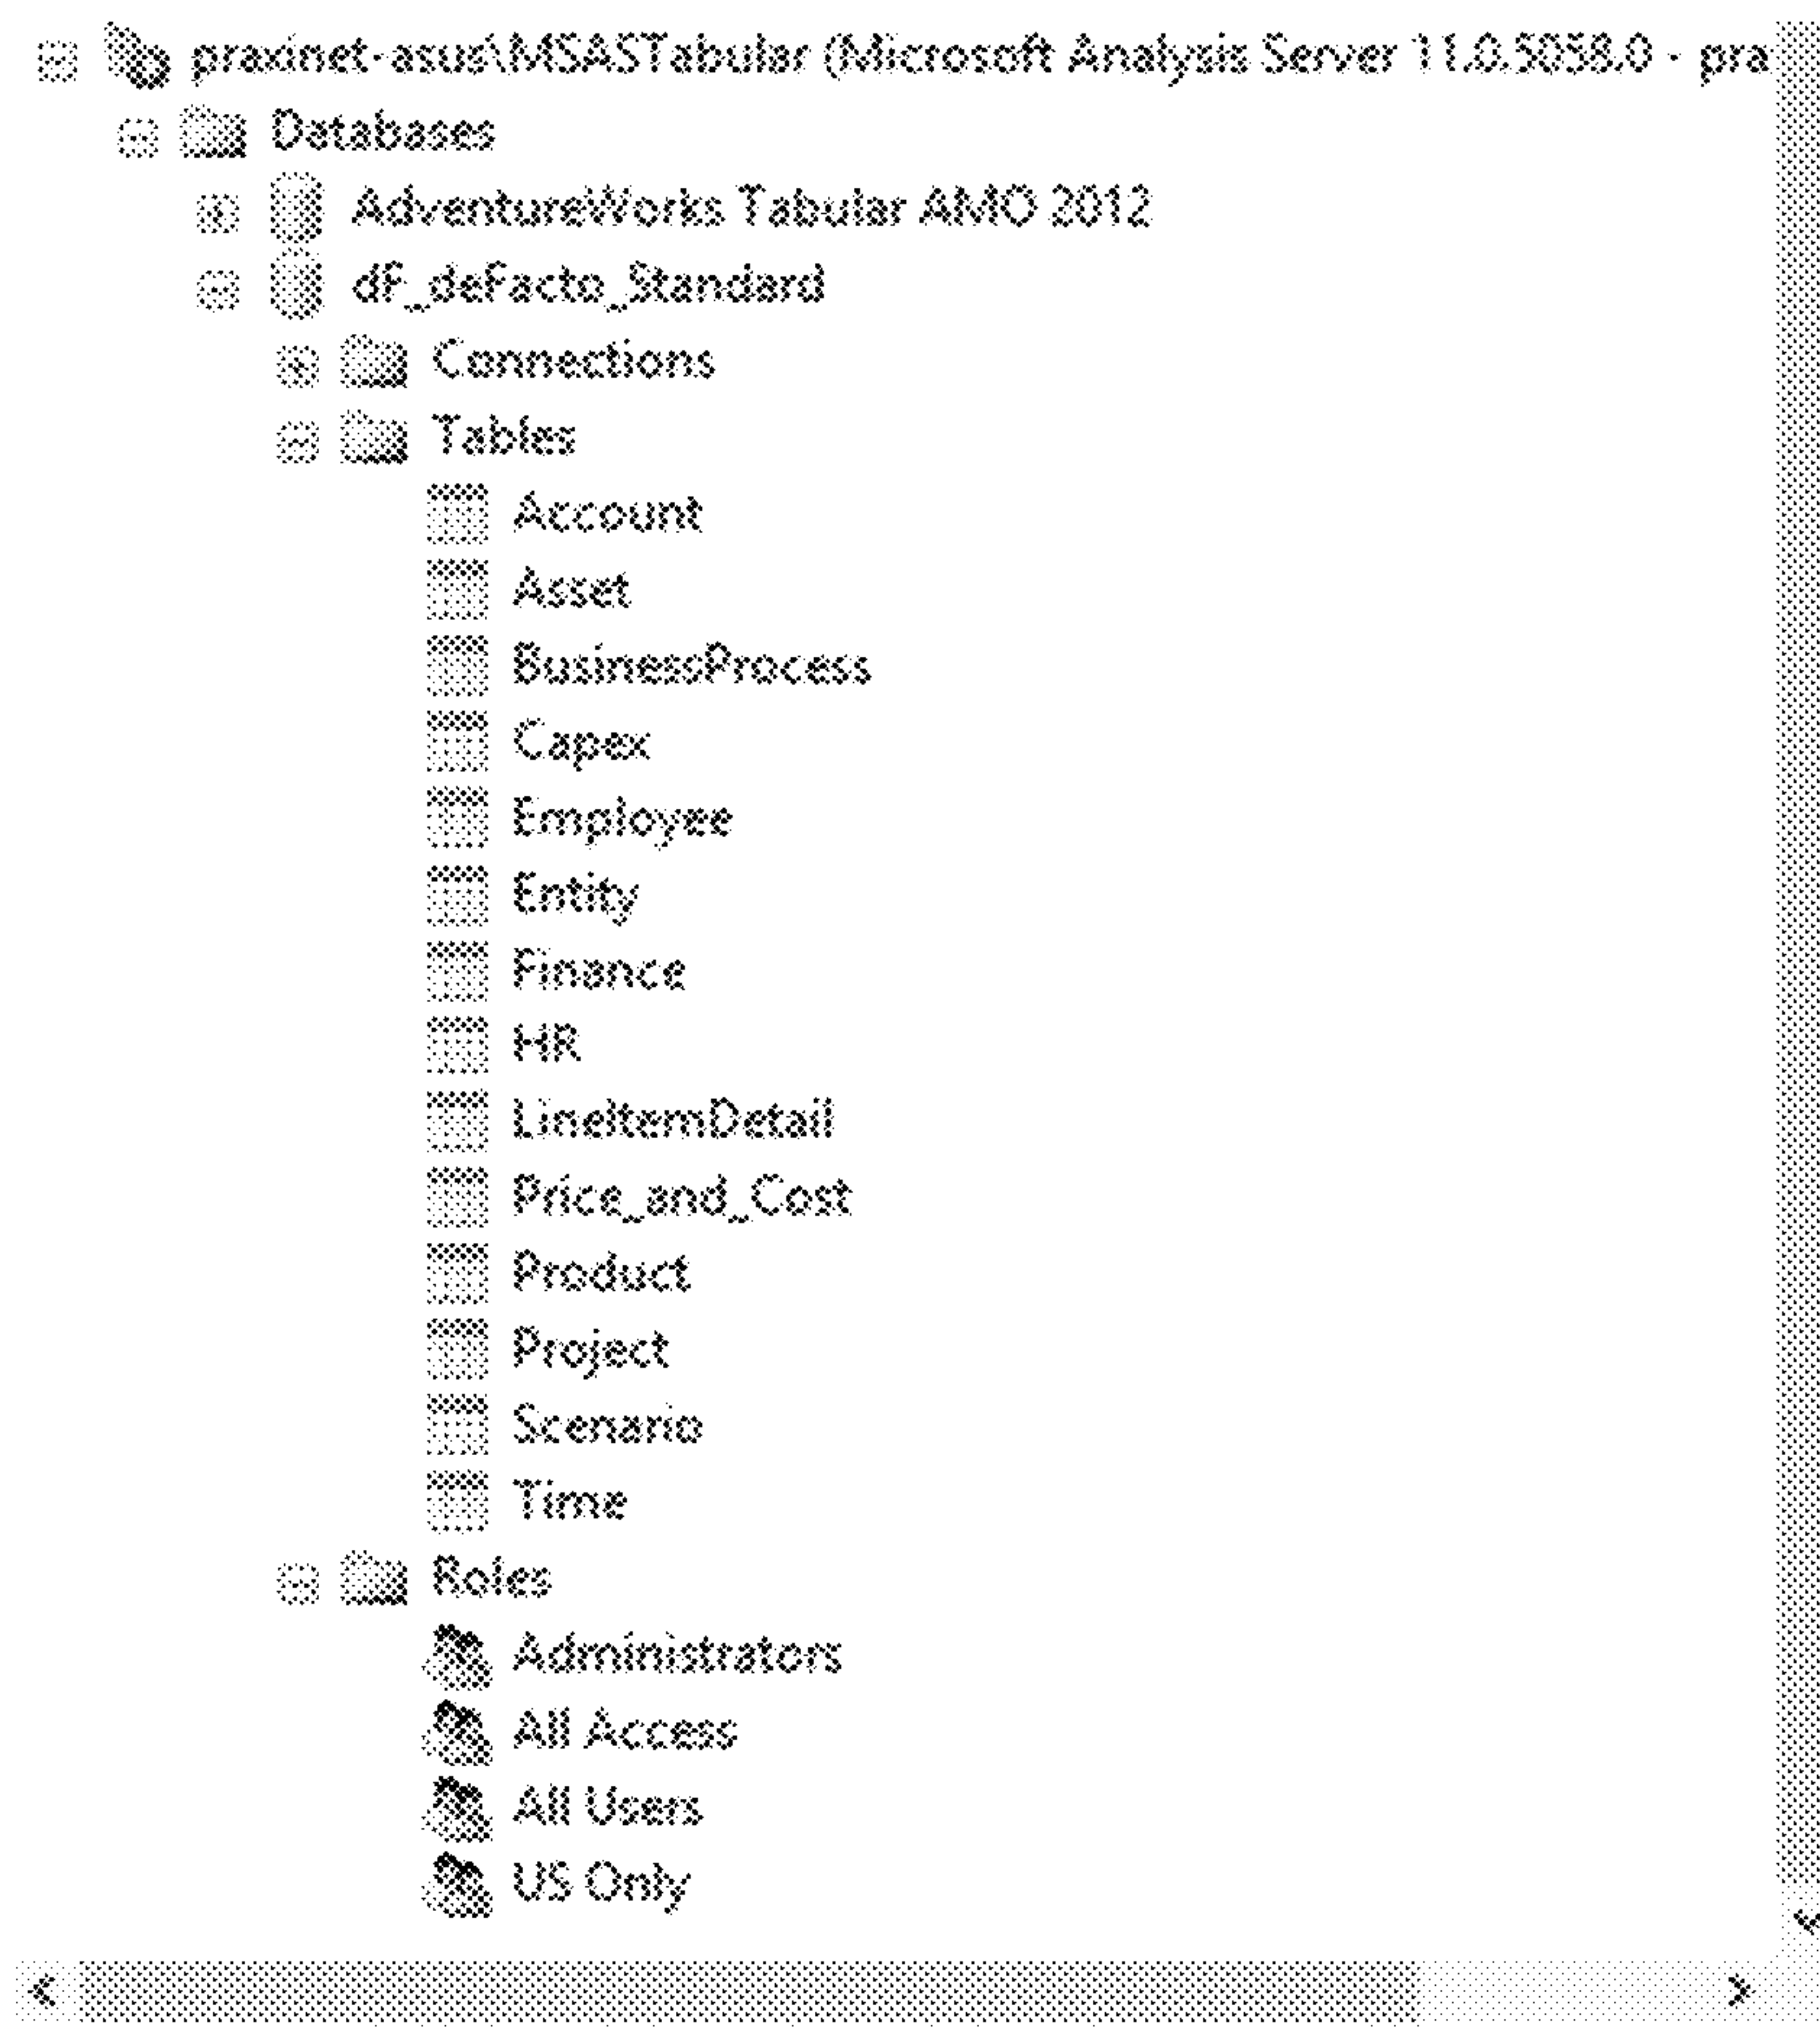 praxinet-asus\MSASTabular (Microsoft Analysis Server 11.0.5058.0 - pra
Databases
AdventureWorks Tabular AMO 2012
dF_deFacto_Standard
Connections
Tables
Account
Asset
BusinessProcess
Capex
Employee
Entity
Finance
HR
LineItemDetail
Price_and_Cost
Product
Project
Scenario
Time
Roles
Administrators
All Access
All Users
US Only